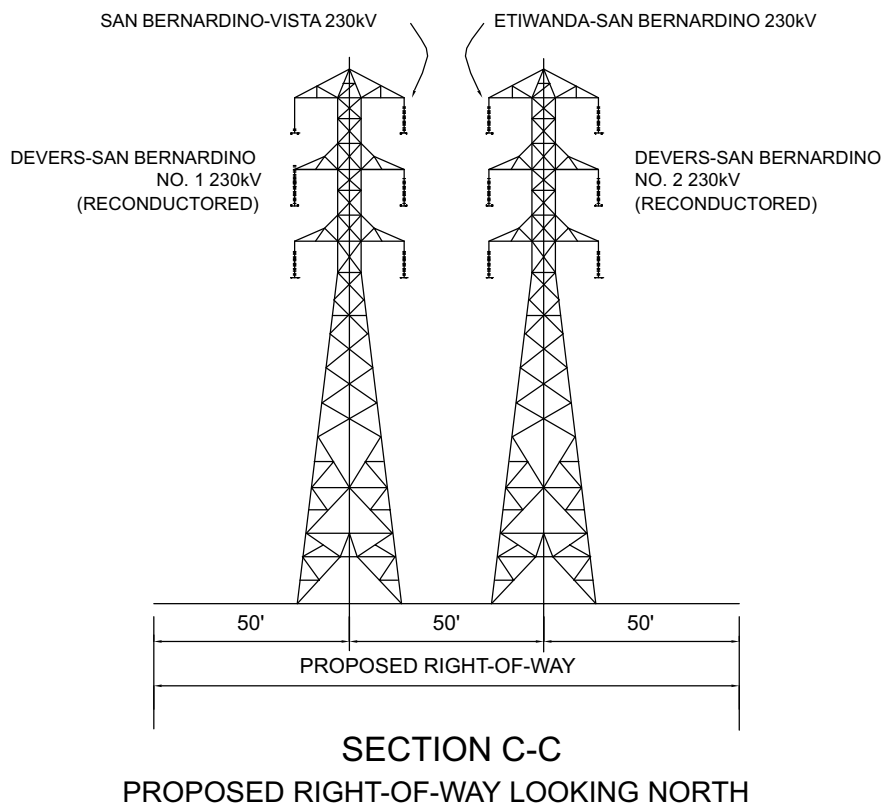 SAN BERNARDINO-VISTA 230kV
ETIWANDA-SAN BERNARDINO 230kV
DEVERS-SAN BERNARDINO
NO. 1 230kV
(RECONDUCTORED)
DEVERS-SAN BERNARDINO
NO. 2 230kV
(RECONDUCTORED)
50'
50'
50'
PROPOSED RIGHT-OF-WAY
SECTION C-C
PROPOSED RIGHT-OF-WAY LOOKING NORTH